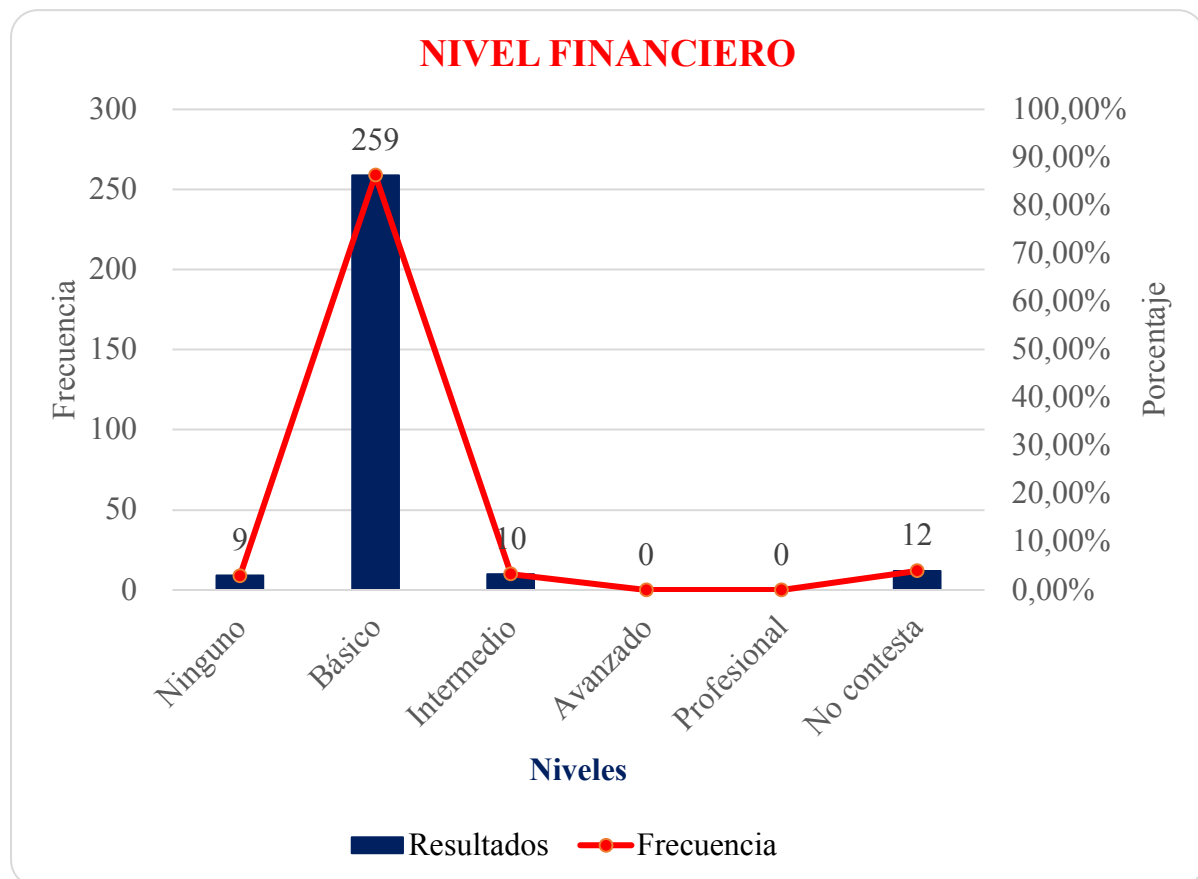 NIVEL FINANCIERO
300
250
200
150
100
50
0
Frecuencia
100,00%
90,00%
80,00%
70,00%
60,00%
50,00%
40,00%
30,00%
20,00%
10,00%
0,00%
Porcentaje
9
259
10
0
0
12
Ninguno
Básico
Intermedio
Avanzado
Profesional
No contesta
Niveles
Resultados
Frecuencia